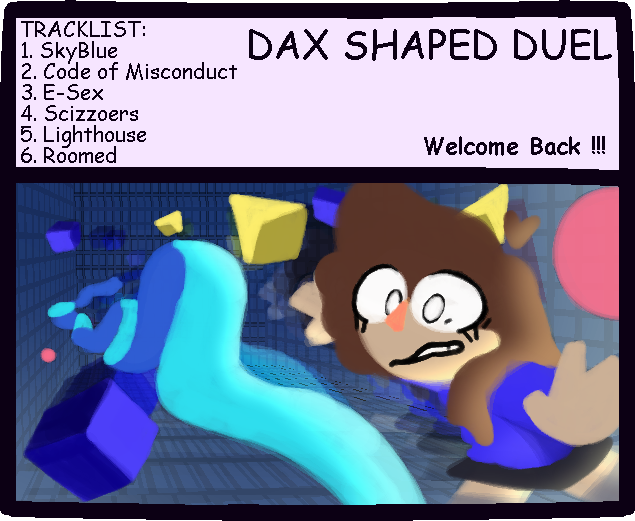 TRACKLIST:
1. SkyBlue
2. Code of Misconduct
3. E-Sex
4. Scizzoers
5. Lighthouse
6. Roomed
DAX SHAPED DUEL
Welcome Back !!!